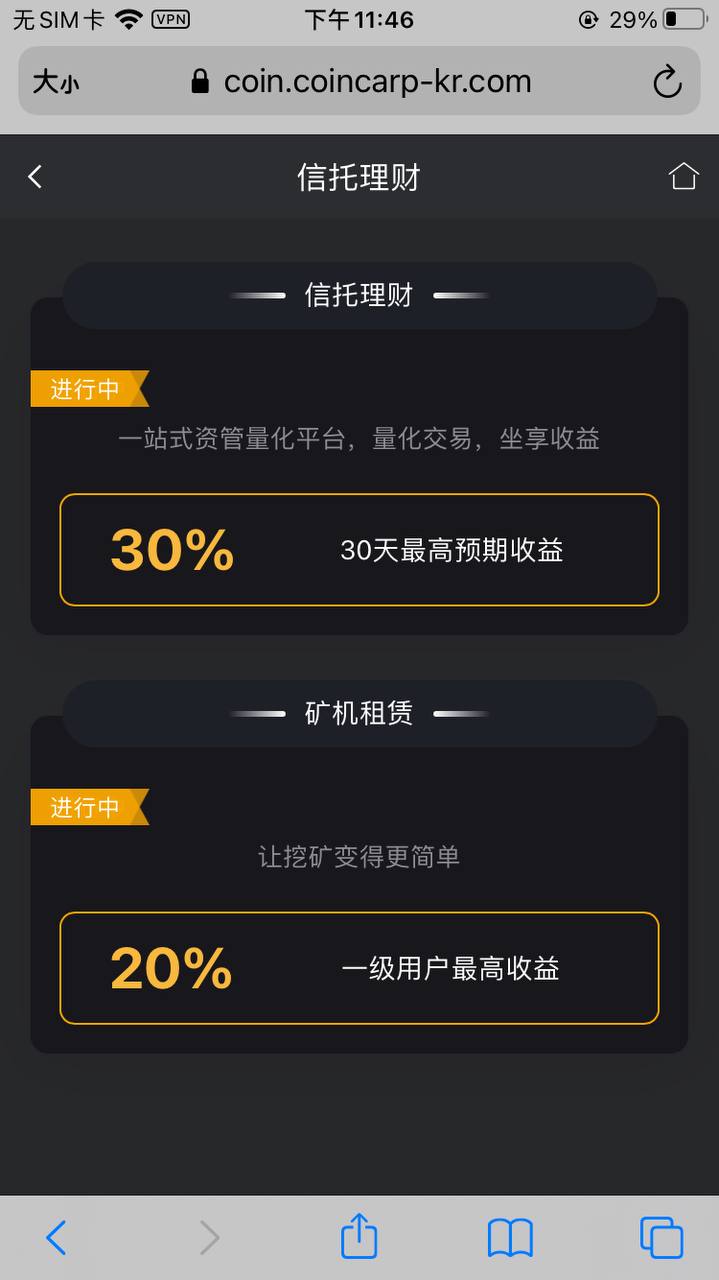 无SIM卡 VPN 下午11:46 29%
大小 coin.coincarp-kr.com
信托理财
信托理财
进行中
一站式资管量化平台，量化交易，坐享收益
30% 30天最高预期收益
矿机租赁
进行中
让挖矿变得更简单
20% 一级用户最高收益